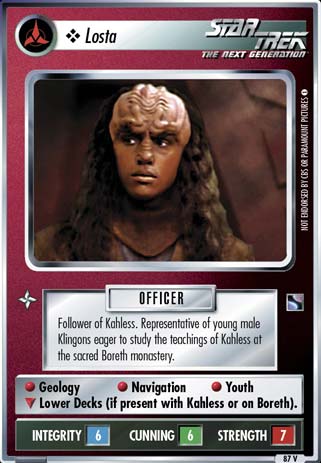 ❖ Losta
STAR TREK
THE NEXT GENERATION
NOT ENDORSED BY CBS OR PARAMOUNT PICTURES
OFFICER
Follower of Kahless. Representative of young male
Klingons eager to study the teachings of Kahless at
the sacred Boreth monastery.
Geology Navigation Youth
Lower Decks (if present with Kahless or on Boreth).
INTEGRITY 6 CUNNING 6 STRENGTH 7
87 V